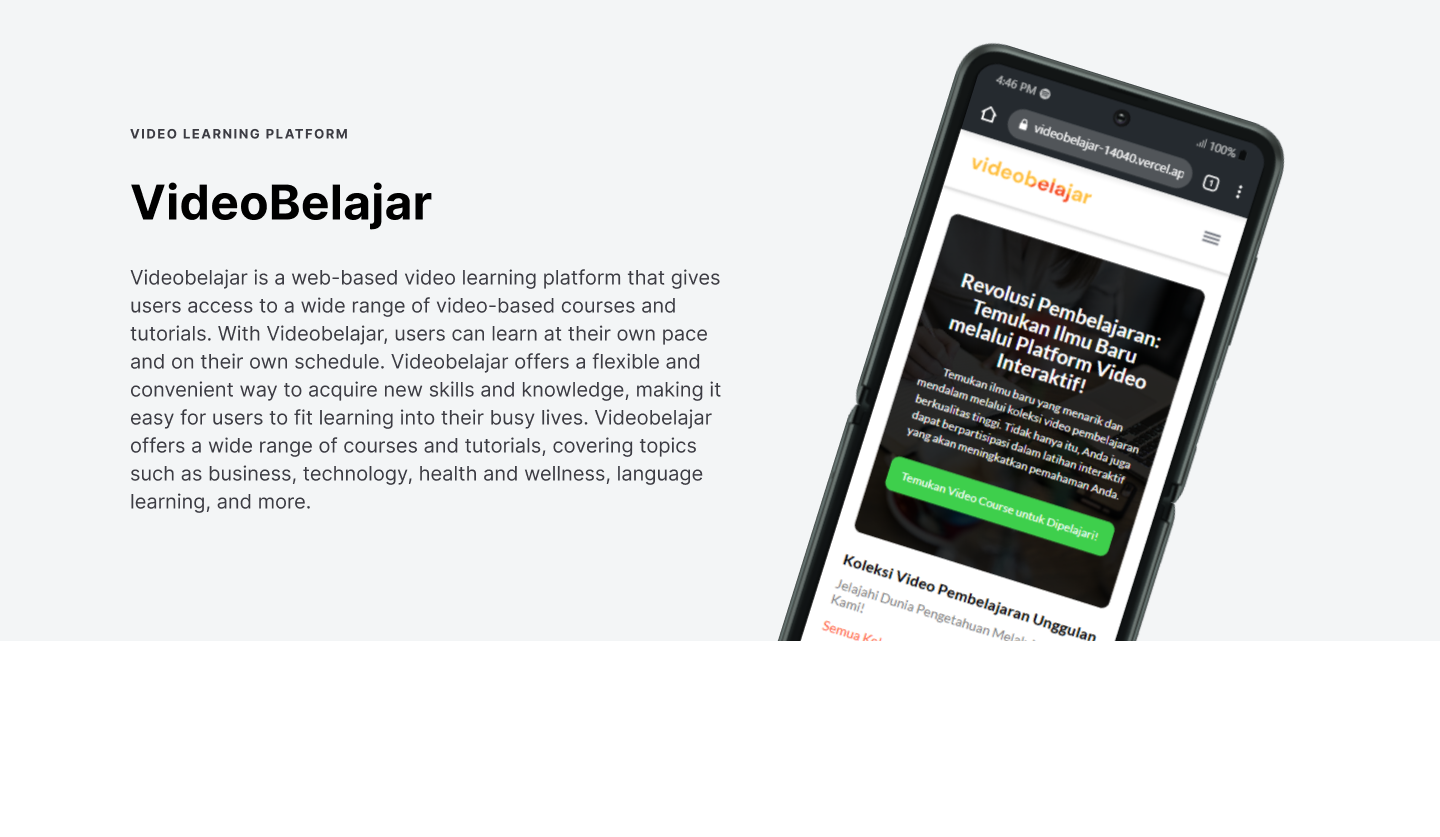 VIDEO LEARNING PLATFORM
VideoBelajar
Videobelajar is a web-based video learning platform that gives
users access to a wide range of video-based courses and
tutorials. With Videobelajar, users can learn at their own pace
and on their own schedule. Videobelajar offers a flexible and
convenient way to acquire new skills and knowledge, making it
easy for users to fit learning into their busy lives. Videobelajar
offers a wide range of courses and tutorials, covering topics
such as business, technology, health and wellness, language
learning, and more.
4:46 PM
100%
videobelajar-14040.vercel.ap
1
videobelajar
Revolusi Pembelajaran:
Temukan Ilmu Baru
melalui Platform Video
Interaktif!
Temukan ilmu baru yang menarik dan
mendalam melalui koleksi video pembelajaran
berkualitas tinggi. Tidak hanya itu, Anda juga
dapat berpartisipasi dalam latihan interaktif
yang akan meningkatkan pemahaman Anda.
Temukan Video Course untuk Dipelajari!
Koleksi Video Pembelajaran Unggulan
Jelajahi Dunia Pengetahuan
Kami!
Semua